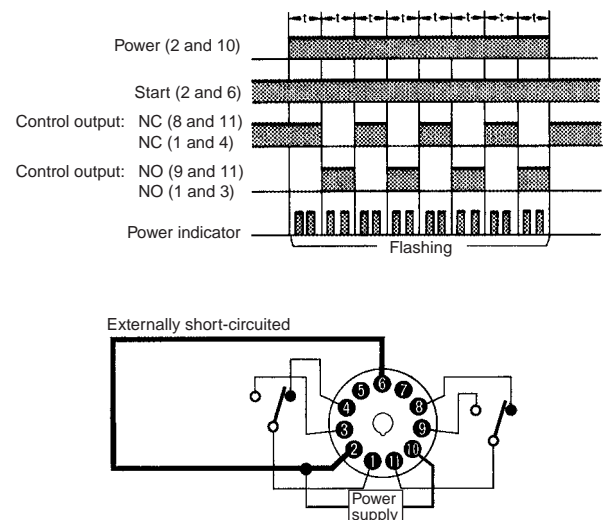 t t t t t t t t
Power (2 and 10)
Start (2 and 6)
Control output: NC (8 and 11)
NC (1 and 4)
Control output: NO (9 and 11)
NO (1 and 3)
Power indicator
Flashing
Externally short-circuited
5 6 7
4 8
3 9
2 10
1 11
Power
supply